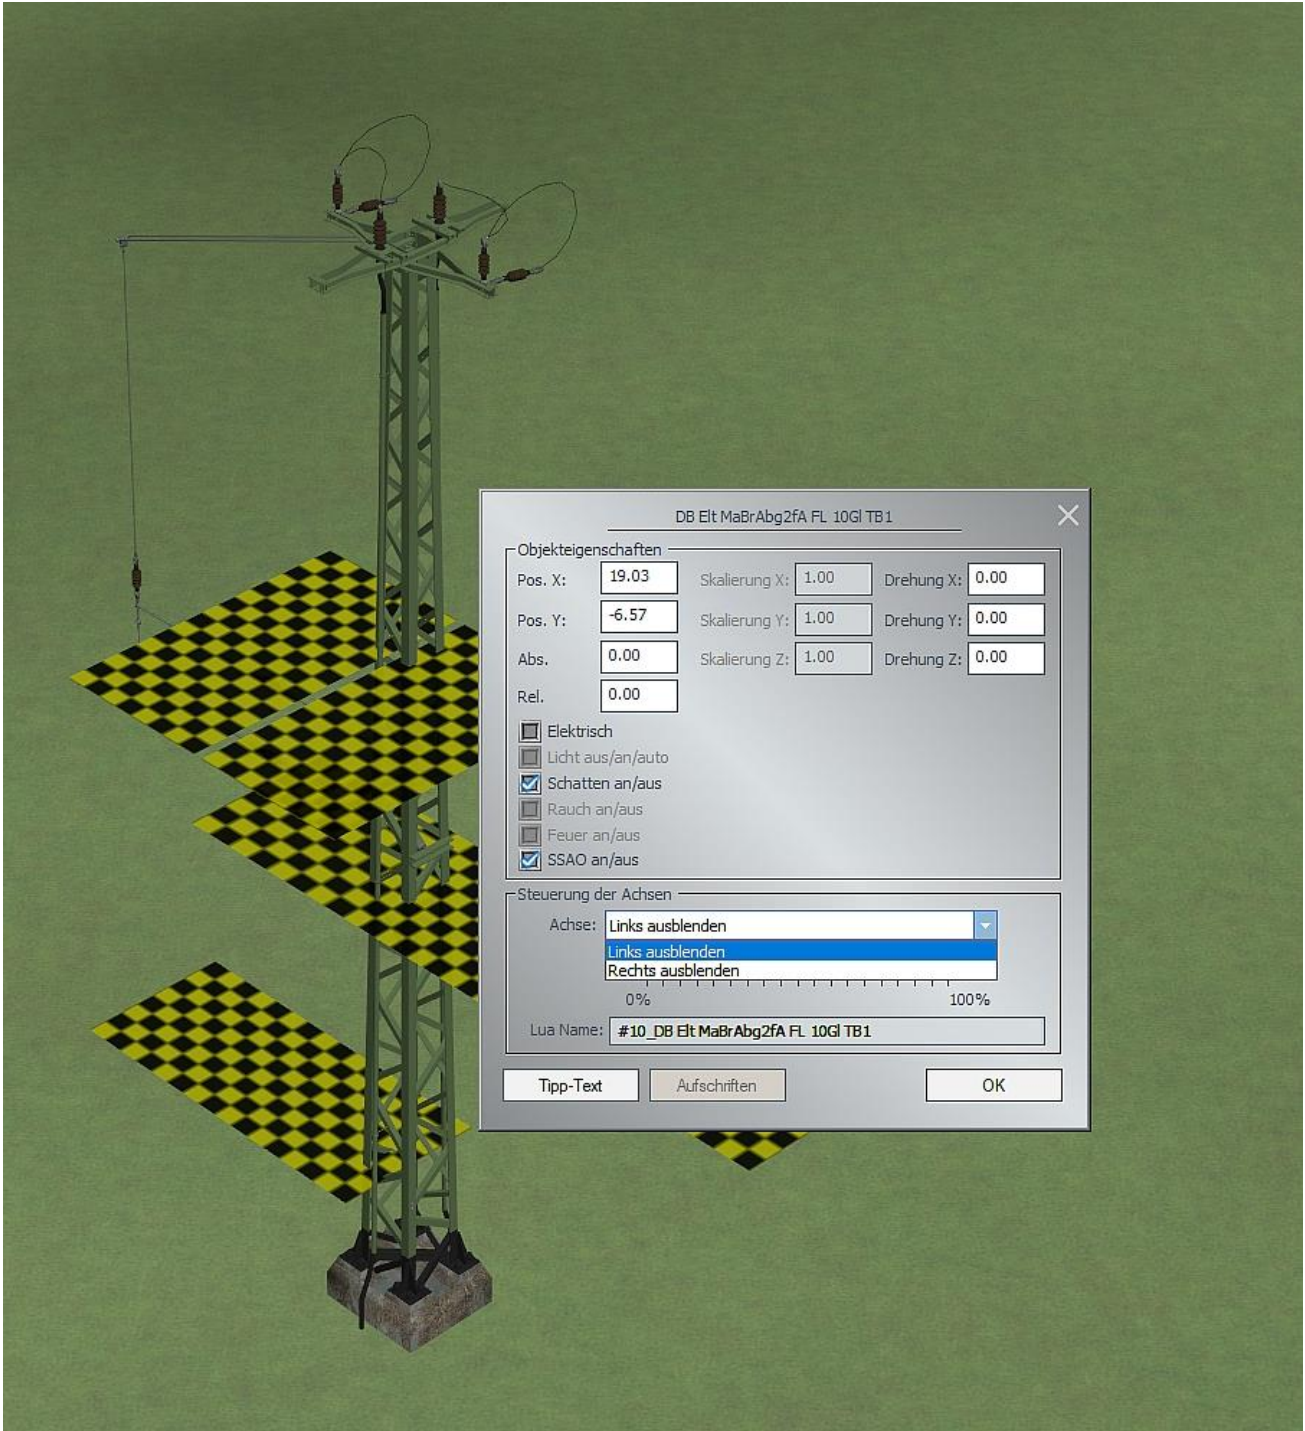 DB Elt MaBrAbg2fA FL 10Gl TB1
Objekteigenschaften
Pos. X: 19.03 Skalierung X: 1.00 Drehung X: 0.00
Pos. Y: -6.57 Skalierung Y: 1.00 Drehung Y: 0.00
Abs. 0.00 Skalierung Z: 1.00 Drehung Z: 0.00
Rel. 0.00
Elektrisch
Licht aus/an/auto
Schatten an/aus
Rauch an/aus
Feuer an/aus
SSAO an/aus
Steuerung der Achsen
Achse: Links ausblenden
Links ausblenden
Rechts ausblenden
0% 100%
Lua Name: #10_DB Elt MaBrAbg2fA FL 10Gl TB1
Tipp-Text Aufschriften OK